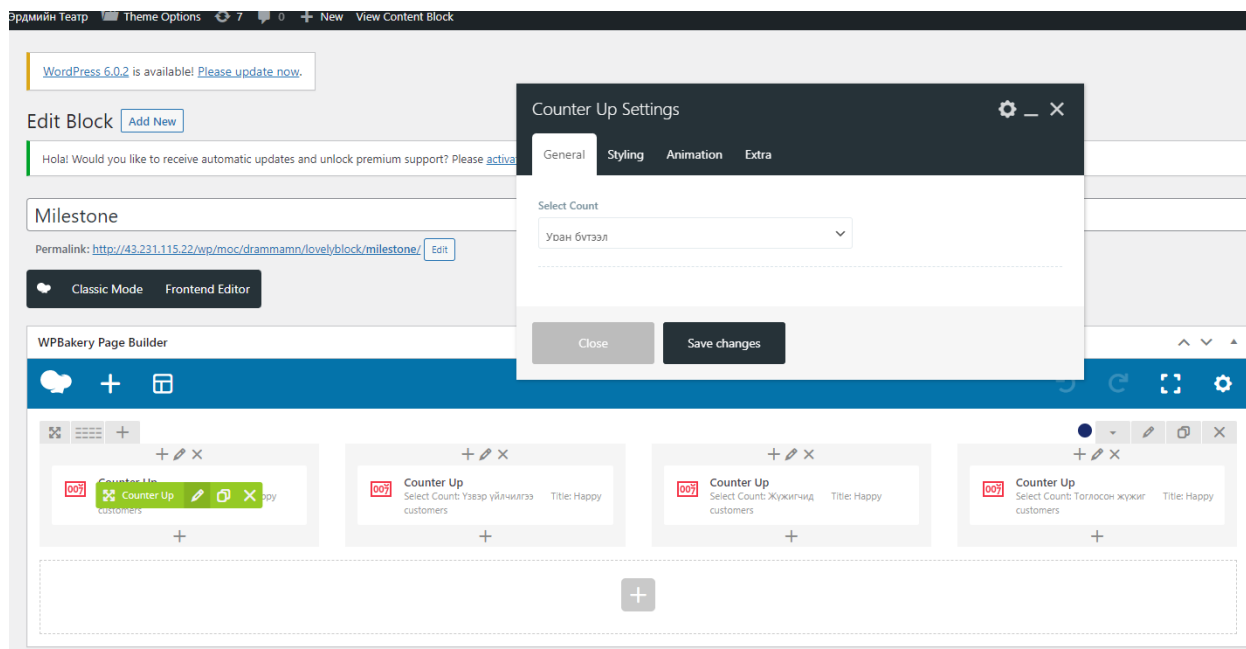 Эрдмийн Театр Theme Options 7 0 New View Content Block
WordPress 6.0.2 is available! Please update now.
Counter Up Settings
Edit Block Add New
General Styling Animation Extra
Hola! Would you like to receive automatic updates and unlock premium support? Please
Select Count
Уран бүтээл
Milestone
Permalink: http://43.231.115.22/wp/moc/drammamn/lovelyblock/milestone/ Edit
Classic Mode Frontend Editor
Close Save changes
WPBakery Page Builder
007 Counter Up
customers
007 Counter Up
Select Count: Үзвэр үйлчилгээ Title: Happy
customers
007 Counter Up
Select Count: Жүжигчид Title: Happy
customers
007 Counter Up
Select Count: Тоглосон жүжиг Title: Happy
customers